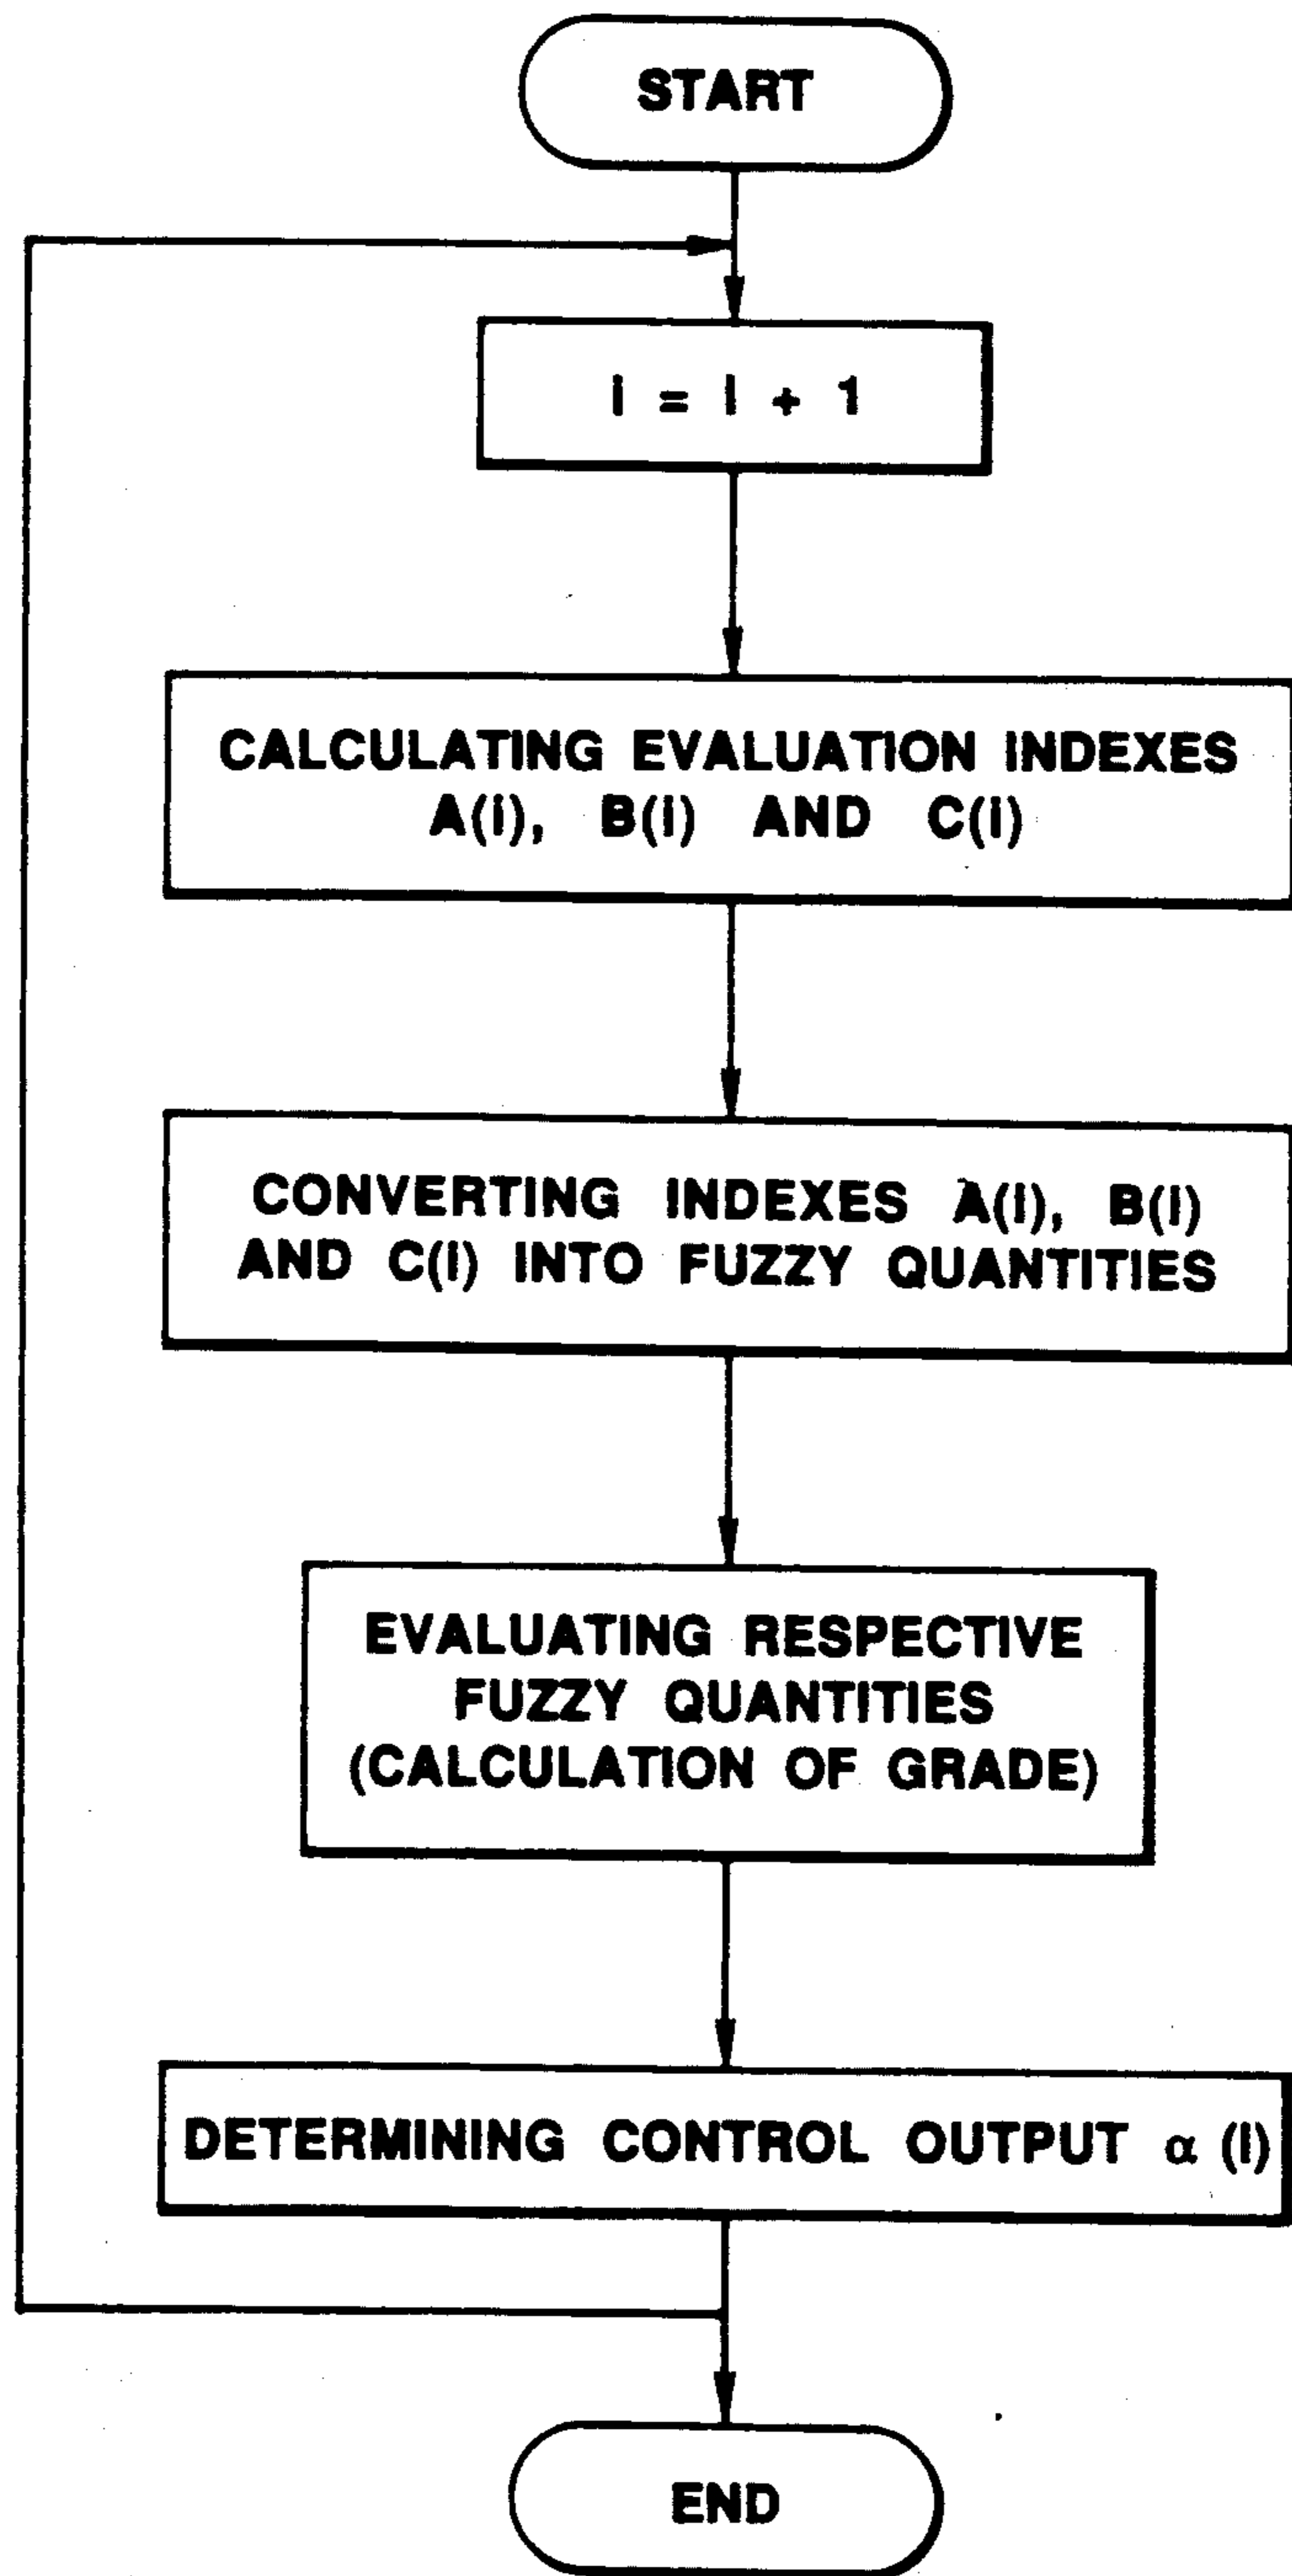 START
i = i + 1
CALCULATING EVALUATION INDEXES
A(i), B(i) AND C(i)
CONVERTING INDEXES A(i), B(i)
AND C(i) INTO FUZZY QUANTITIES
EVALUATING RESPECTIVE
FUZZY QUANTITIES
(CALCULATION OF GRADE)
DETERMINING CONTROL OUTPUT α (i)
END